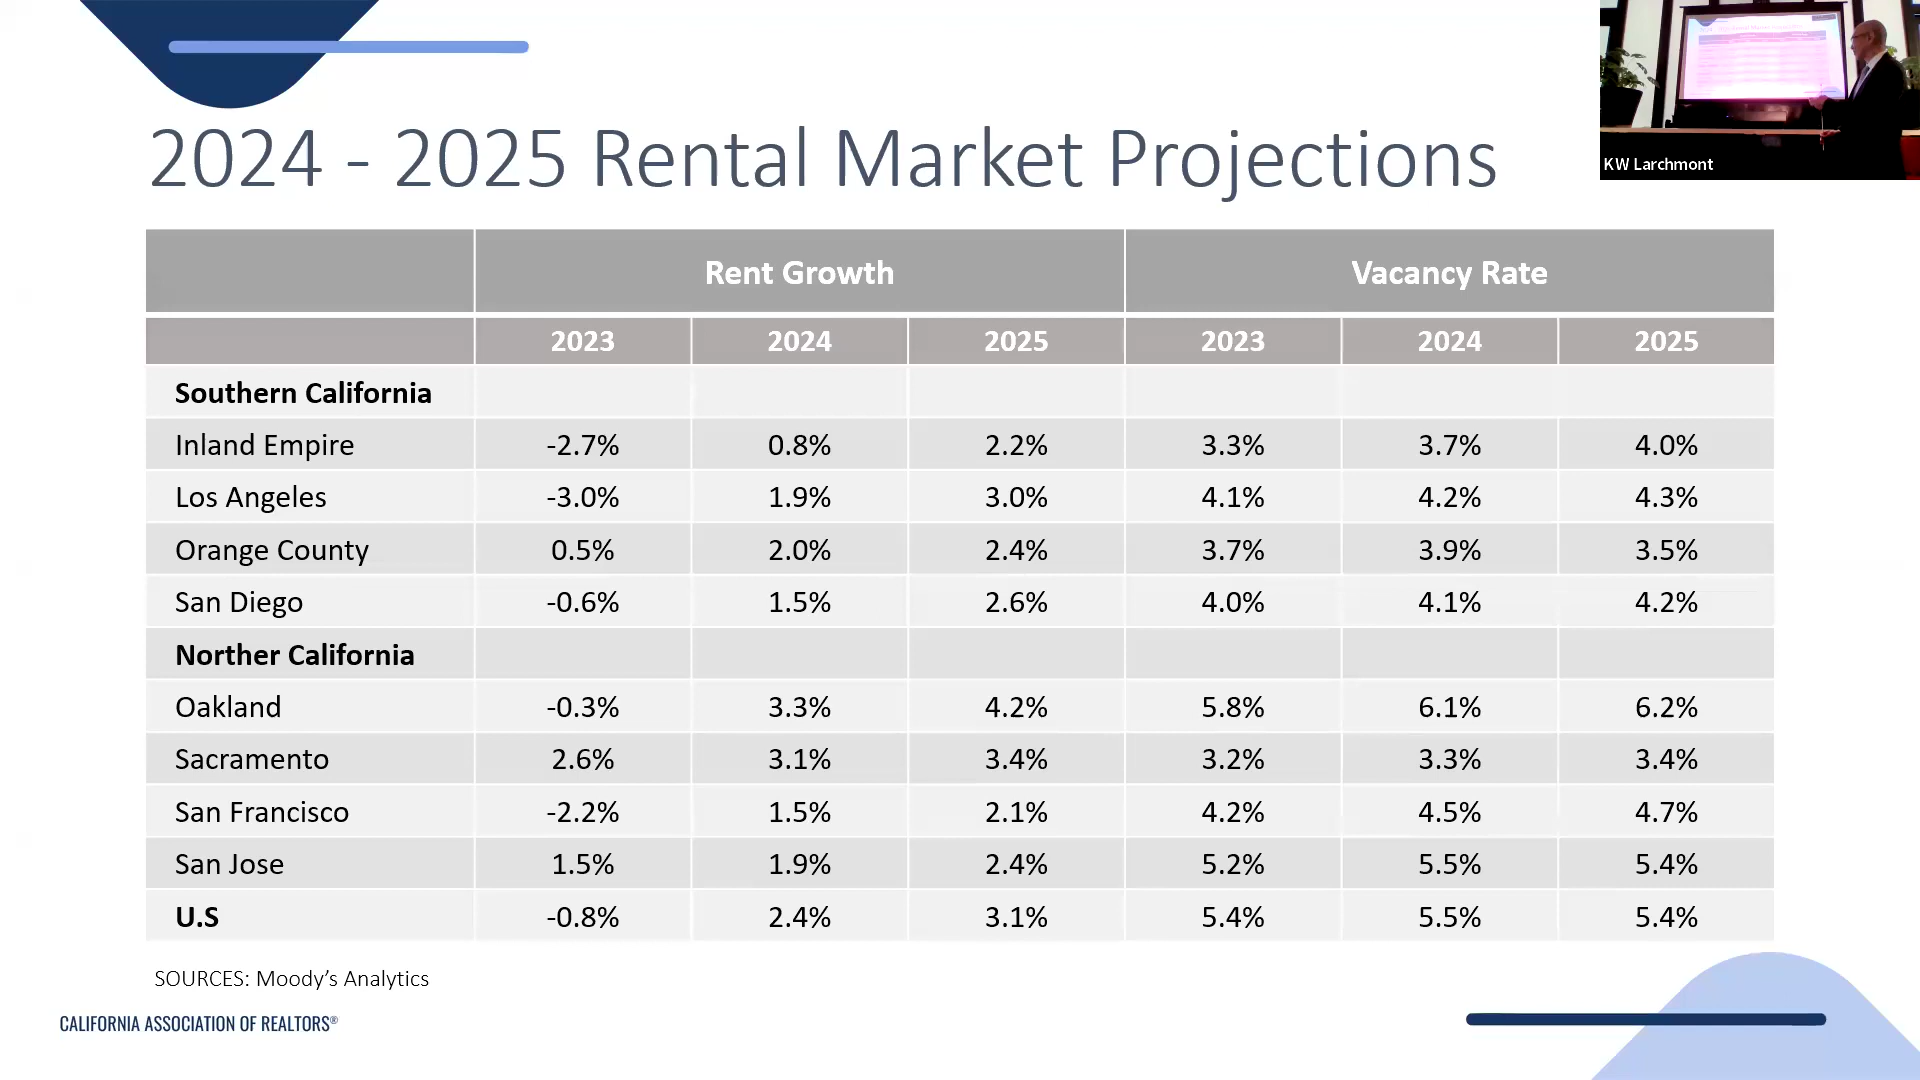 KW Larchmont
2024 - 2025 Rental Market Projections
Rent Growth Vacancy Rate
2023 2024 2025 2023 2024 2025
Southern California
Inland Empire -2.7% 0.8% 2.2% 3.3% 3.7% 4.0%
Los Angeles -3.0% 1.9% 3.0% 4.1% 4.2% 4.3%
Orange County 0.5% 2.0% 2.4% 3.7% 3.9% 3.5%
San Diego -0.6% 1.5% 2.6% 4.0% 4.1% 4.2%
Norther California
Oakland -0.3% 3.3% 4.2% 5.8% 6.1% 6.2%
Sacramento 2.6% 3.1% 3.4% 3.2% 3.3% 3.4%
San Francisco -2.2% 1.5% 2.1% 4.2% 4.5% 4.7%
San Jose 1.5% 1.9% 2.4% 5.2% 5.5% 5.4%
U.S -0.8% 2.4% 3.1% 5.4% 5.5% 5.4%
SOURCES: Moody’s Analytics
CALIFORNIA ASSOCIATION OF REALTORS®